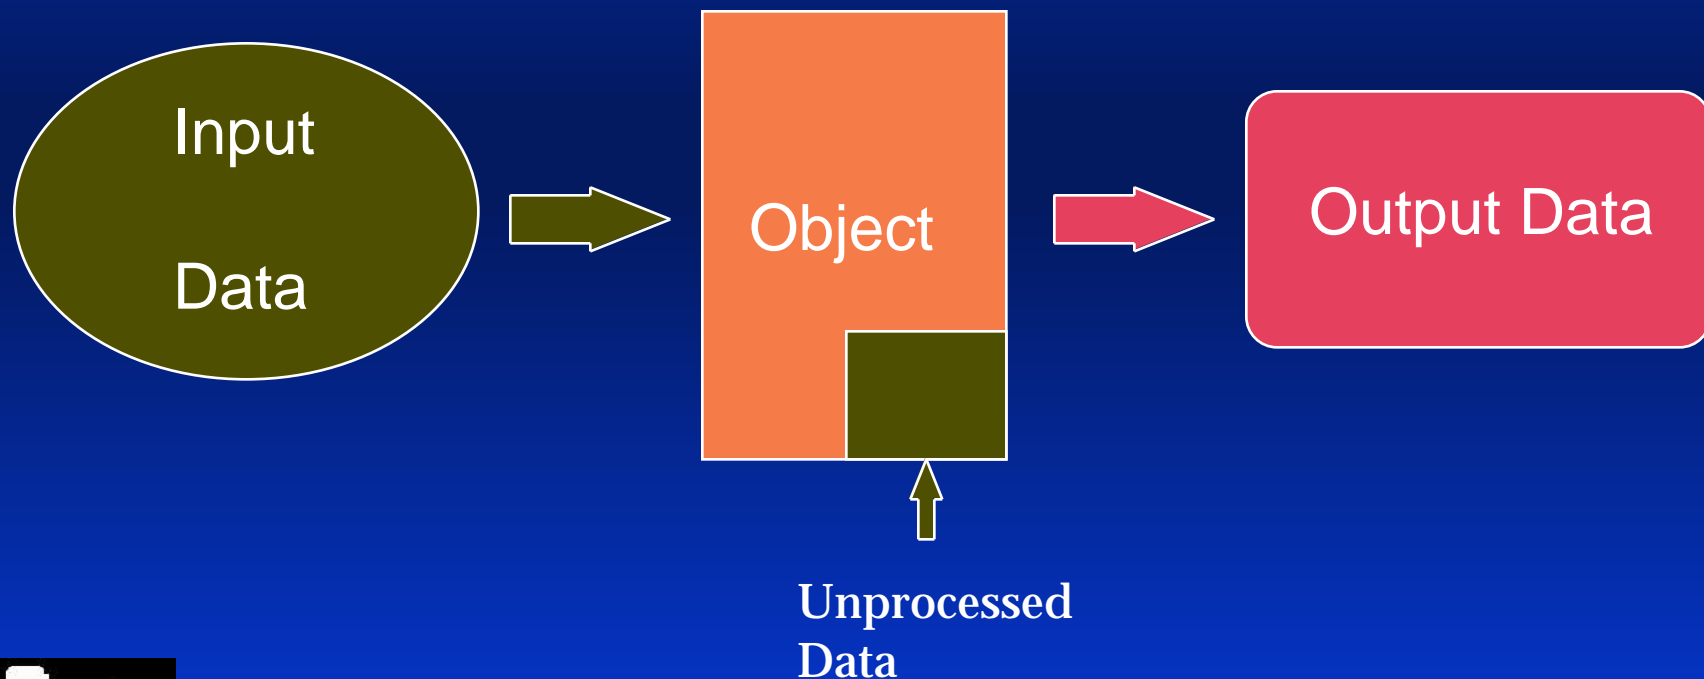 Input
Data
Object
Output Data
Unprocessed
Data